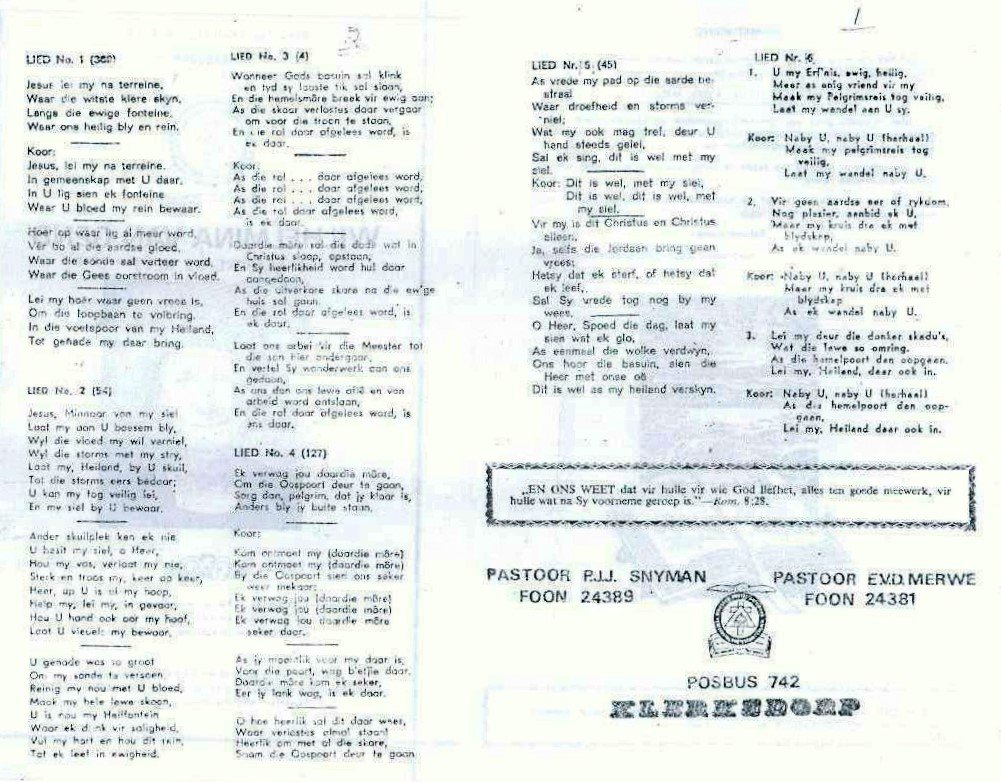 2
LIED No. 1 (360)
Jesus lei my na terreine,
Waar die witste klere skyn,
Langs die ewige fonteine,
Waar ons heilig bly en rein.
Koor:
Jesus, lei my na terreine.
In gemeenskap met U daar,
In U lig sien ek fonteine
Waar U bloed my rein bewaar.
Hoër op waar lig al meer word,
Vêr bo al die aardse gloed,
Waar die sonde sal verteer word,
Waar die Gees oorstroom in vloed.
Lei my hoër waar geen vrees is,
Om die loopbaan te volbring.
In die voetspoor van my Heiland,
Tot genade my daar bring.
LIED No. 2 (54)
Jesus, Minnaar van my siel
Laat my aan U boesem bly,
Wyl die vloed my wil verniel,
Wyl die storms met my stry,
Laat my, Heiland, by U skuil,
Tot die storms eers bedaar;
U kan my tog veilig lei,
En my siel by U bewaar.
Ander skuilplek ken ek nie
U besit my siel, o Heer,
Hou my vas, verlaat my nie,
Sterk en troos my, keer op keer,
Heer, op U is al my hoop,
Help my, lei my, in gevaar,
Hou U hand ook oor my hoof,
Laat U vleuels my bewaar.
U genade was so groot
Om my sonde te versoen
Reinig my nou met U bloed,
Maak my hele lewe skoon,
U is nou my Heilfontein
Waar ek drink vir saligheid,
Vul my hart en hou dit rein,
Tot ek leef in ewigheid.
LIED No. 3 (4)
Wanneer Gods basuin sal klink
en tyd sy laaste tik sal slaan,
En die hemelsmôre breek vir ewig aan;
As die skaar verlostes daar vergaar
om voor die troon te staan,
En die rol daar afgelees word, is
ek daar.
Koor:
As die rol . . . daar afgelees word,
As die rol . . . daar afgelees word,
As die rol . . . daar afgelees word,
As die rol daar afgelees word,
is ek daar.
Daardie môre sal die dode wat in
Christus slaap, opstaan,
En Sy heerlikheid word hul daar
aangedaan,
As die uitverkore skare na die ew'ge
huis sal gaan.
En die rol daar afgelees word, is
ek daar.
Laat ons arbei vir die Meester tot
die son hier ondergaan,
En vertel Sy wonderwerk aan ons
gedaan,
As ons dan ons lewe aflê en van
arbeid word ontslaan,
En die rol daar afgelees word, is
ons daar.
LIED No. 4 (127)
Ek verwag jou daardie môre,
Om die Oospoort deur te gaan,
Sorg dan, pelgrim, dat jy klaar is,
Anders bly jy buite staan,
Koor:
Kom ontmoet my (daardie môre)
Kom ontmoet my (daardie môre)
By die Oospoort sien ons seker
weer mekaar;
Ek verwag jou (daardie môre)
Ek verwag jou (daardie môre)
Ek verwag jou daardie môre
seker daar.
As jy moontlik voor my daar is,
Voor die poort, wag bietjie daar,
Daardie môre kom ek seker,
Eer jy lank wag, is ek daar.
O hoe heerlik sal dit daar wees,
Waar verlostes almal staan!
Heerlik om met al die skare,
Saam die Oospoort deur te gaan
1
LIED Nr. 5 (45)
As vrede my pad op die aarde be-
straal
Waar droefheid en storms ver-
niel;
Wat my ook mag tref, deur U
hand steeds gelei,
Sal ek sing, dit is wel met my
siel.
Koor: Dit is wel, met my siel,
Dit is wel, dit is wel, met
my siel.
Vir my is dit Christus en Christus
alleen,
Ja, selfs die Jordaan bring geen
vrees;
Hetsy dat ek sterf, of hetsy dat
ek leef,
Sal Sy vrede tog nog by my
wees.
O Heer, Spoed die dag, laat my
sien wat ek glo,
As eenmaal die wolke verdwyn,
Ons hoor die basuin, sien die
Heer met onse oë
Dit is wel as my heiland verskyn.
LIED Nr. 6
1. U my Erf'nis, ewig, heilig,
Meer as enig vriend vir my
Maak my Pelgrimsreis tog veilig,
Laat my wandel aan U sy.
Koor: Naby U, naby U (herhaal)
Maak my pelgrimsreis tog
veilig,
Laat my wandel naby U.
2. Vir geen aardse eer of rykdom,
Nog plesier, aanbid ek U,
Maar my kruis dra ek met
blydskap,
As ek wandel naby U.
Koor: Naby U, naby U (herhaal)
Maar my kruis dra ek met
blydskap
As ek wandel naby U.
3. Lei my deur die donker skadu's,
Wat die lewe so omring.
As die hemelpoort dan oopgaan,
Lei my, Heiland, daar ook in.
Koor: Naby U, naby U (herhaal)
As die hemelpoort dan oop-
gaan,
Lei my, Heiland daar ook in.
„EN ONS WEET dat vir hulle vir wie God liefhet, alles ten goede meewerk, vir
hulle wat na Sy voorneme geroep is."—Rom. 8:28.
PASTOOR P.J.J. SNYMAN
FOON 24389
PASTOOR E.V.D. MERWE
FOON 24381
POSBUS 742
KLERKSDORP